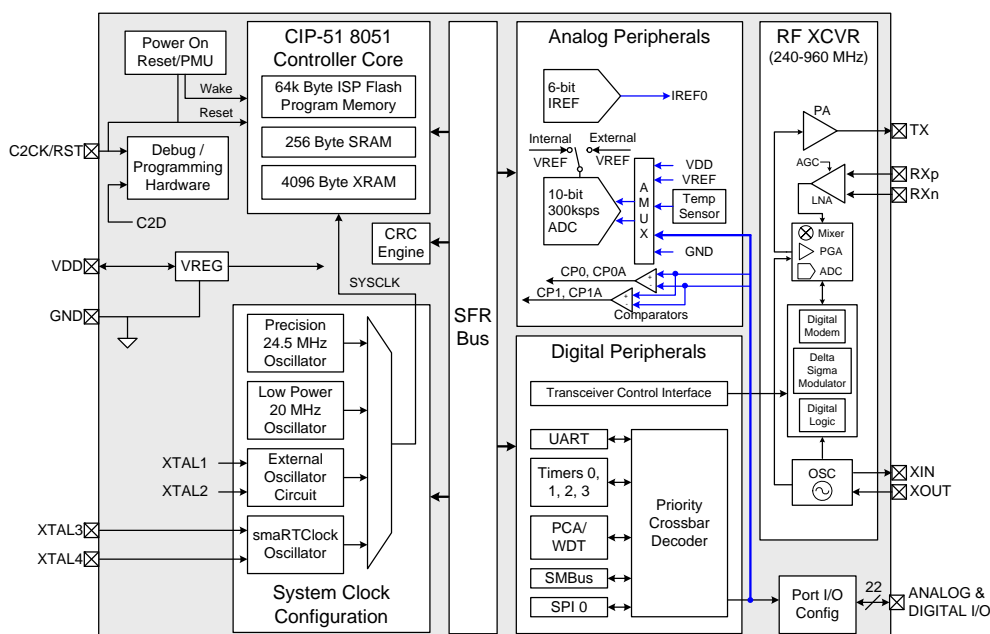 Power On
Reset/PMU
Wake
Reset
C2CK/RST
Debug /
Programming
Hardware
C2D
VDD
VREG
GND
CIP-51 8051
Controller Core
64k Byte ISP Flash
Program Memory
256 Byte SRAM
4096 Byte XRAM
CRC
Engine
SYSCLK
Precision
24.5 MHz
Oscillator
Low Power
20 MHz
Oscillator
XTAL1
XTAL2
External
Oscillator
Circuit
XTAL3
XTAL4
smaRTClock
Oscillator
System Clock
Configuration
SFR
Bus
Analog Peripherals
6-bit
IREF
IREF0
Internal
VREF
External
VREF
10-bit
300ksps
ADC
A
M
U
X
VDD
VREF
Temp
Sensor
GND
CP0, CP0A
+
-
CP1, CP1A
+
-
Comparators
Digital Peripherals
Transceiver Control Interface
UART
Timers 0,
1, 2, 3
PCA/
WDT
SMBus
SPI 0
Priority
Crossbar
Decoder
RF XCVR
(240-960 MHz)
PA
TX
AGC
LNA
RXp
RXn
Mixer
PGA
ADC
Digital
Modem
Delta
Sigma
Modulator
Digital
Logic
OSC
XIN
XOUT
Port I/O
Config
22
ANALOG &
DIGITAL I/O